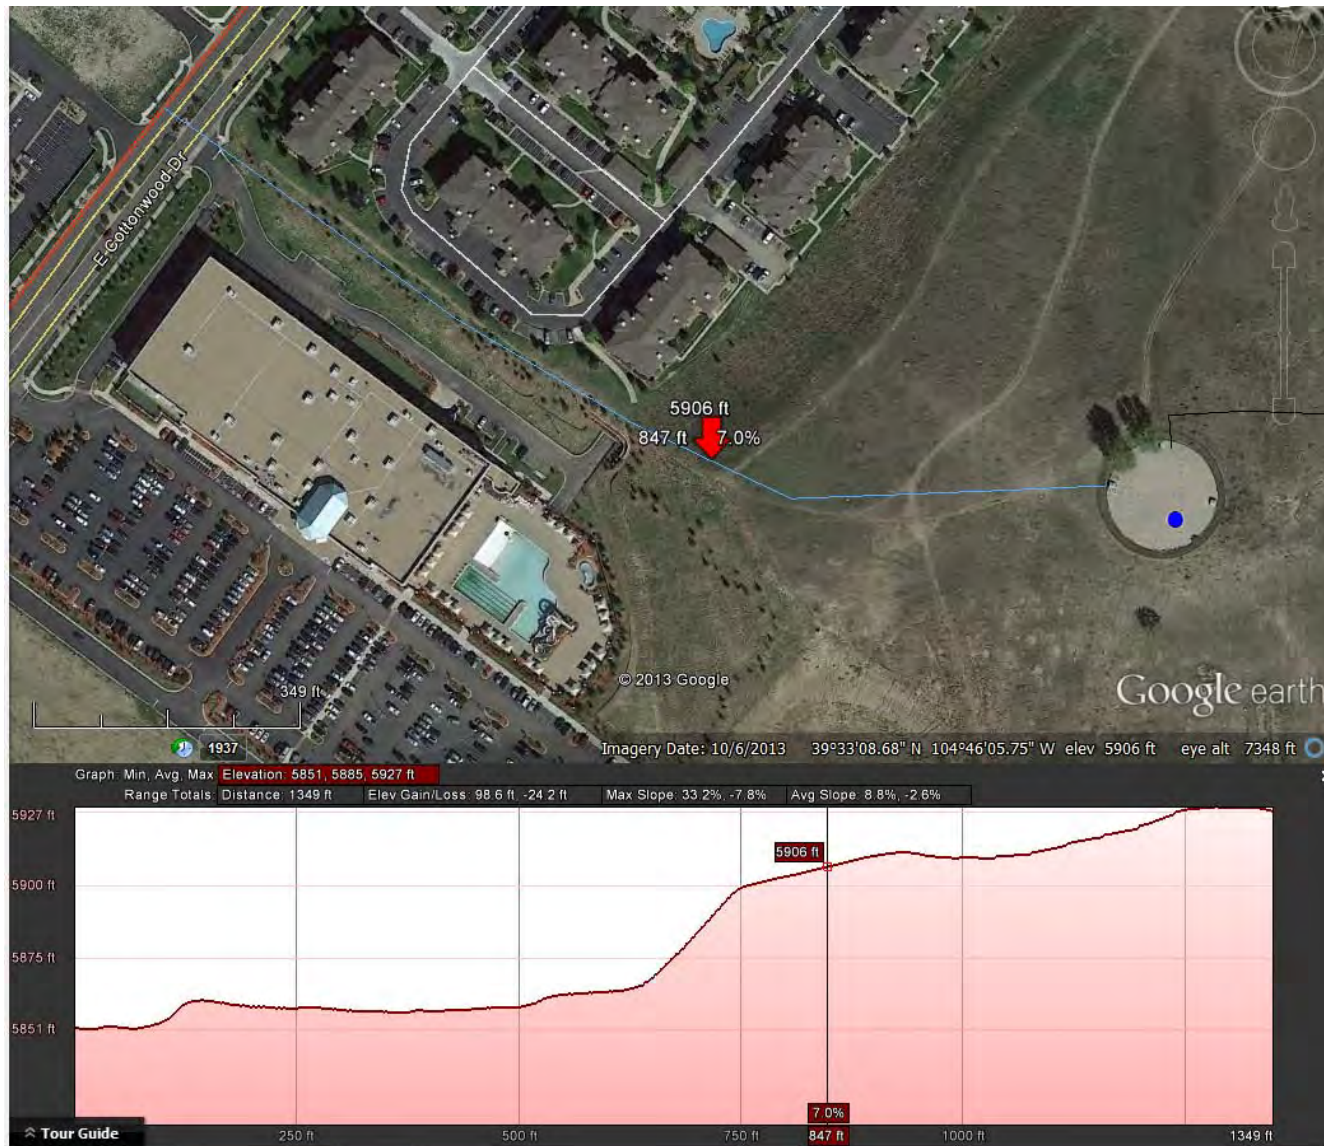 E Cottonwood Dr
5906 ft
847 ft 7.0%
© 2013 Google
Google earth
349 ft
1937
Imagery Date: 10/6/2013 39°33'08.68" N 104°46'05.75" W elev 5906 ft eye alt 7348 ft
Graph: Min, Avg, Max Elevation: 5851, 5885, 5927 ft
Range Totals: Distance: 1349 ft Elev Gain/Loss: 98.6 ft, -24.2 ft Max Slope: 33.2%, -7.8% Avg Slope: 8.8%, -2.6%
5927 ft
5906 ft
5900 ft
5875 ft
5851 ft
7.0%
Tour Guide 250 ft 500 ft 750 ft 847 ft 1000 ft 1349 ft